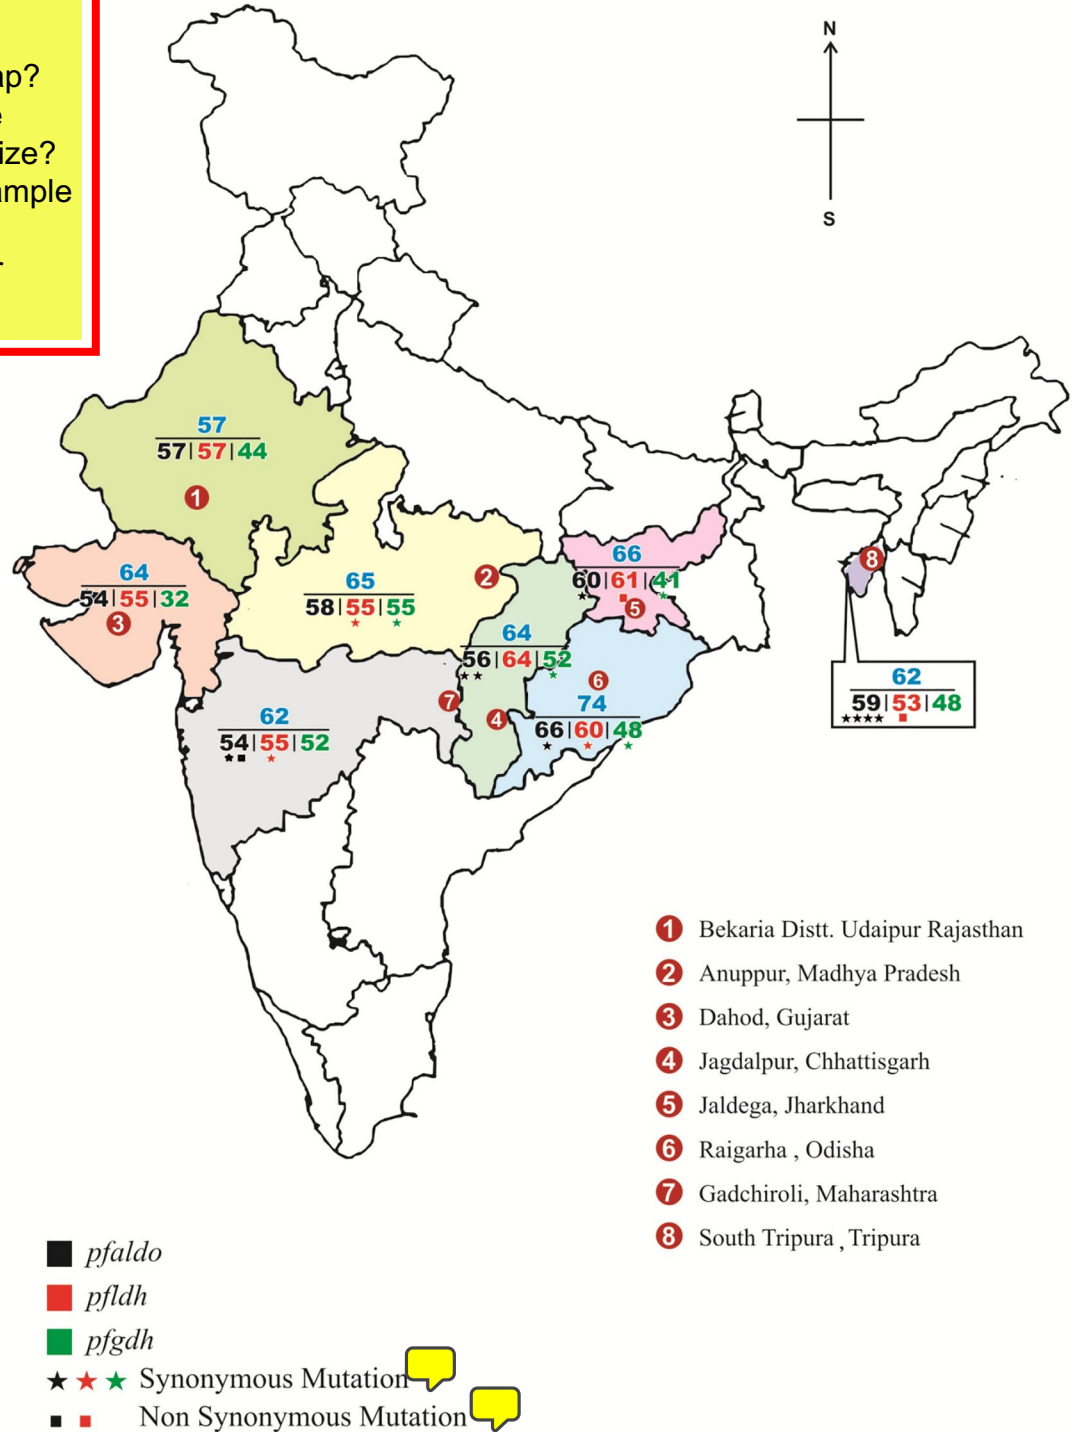 ap?
e
ize?
ample
r
N
S
57
57|57|44
1
64
54|55|32
3
65
58|55|55
2
66
60|61|41
5
64
56|64|52
4
6
74
66|60|48
7
62
54|55|52
8
62
59|53|48
1 Bekaria Distt. Udaipur Rajasthan
2 Anuppur, Madhya Pradesh
3 Dahod, Gujarat
4 Jagdalpur, Chhattisgarh
5 Jaldega, Jharkhand
6 Raigarha , Odisha
7 Gadchiroli, Maharashtra
8 South Tripura , Tripura
pfaldo
pfldh
pfgdh
Synonymous Mutation
Non Synonymous Mutation